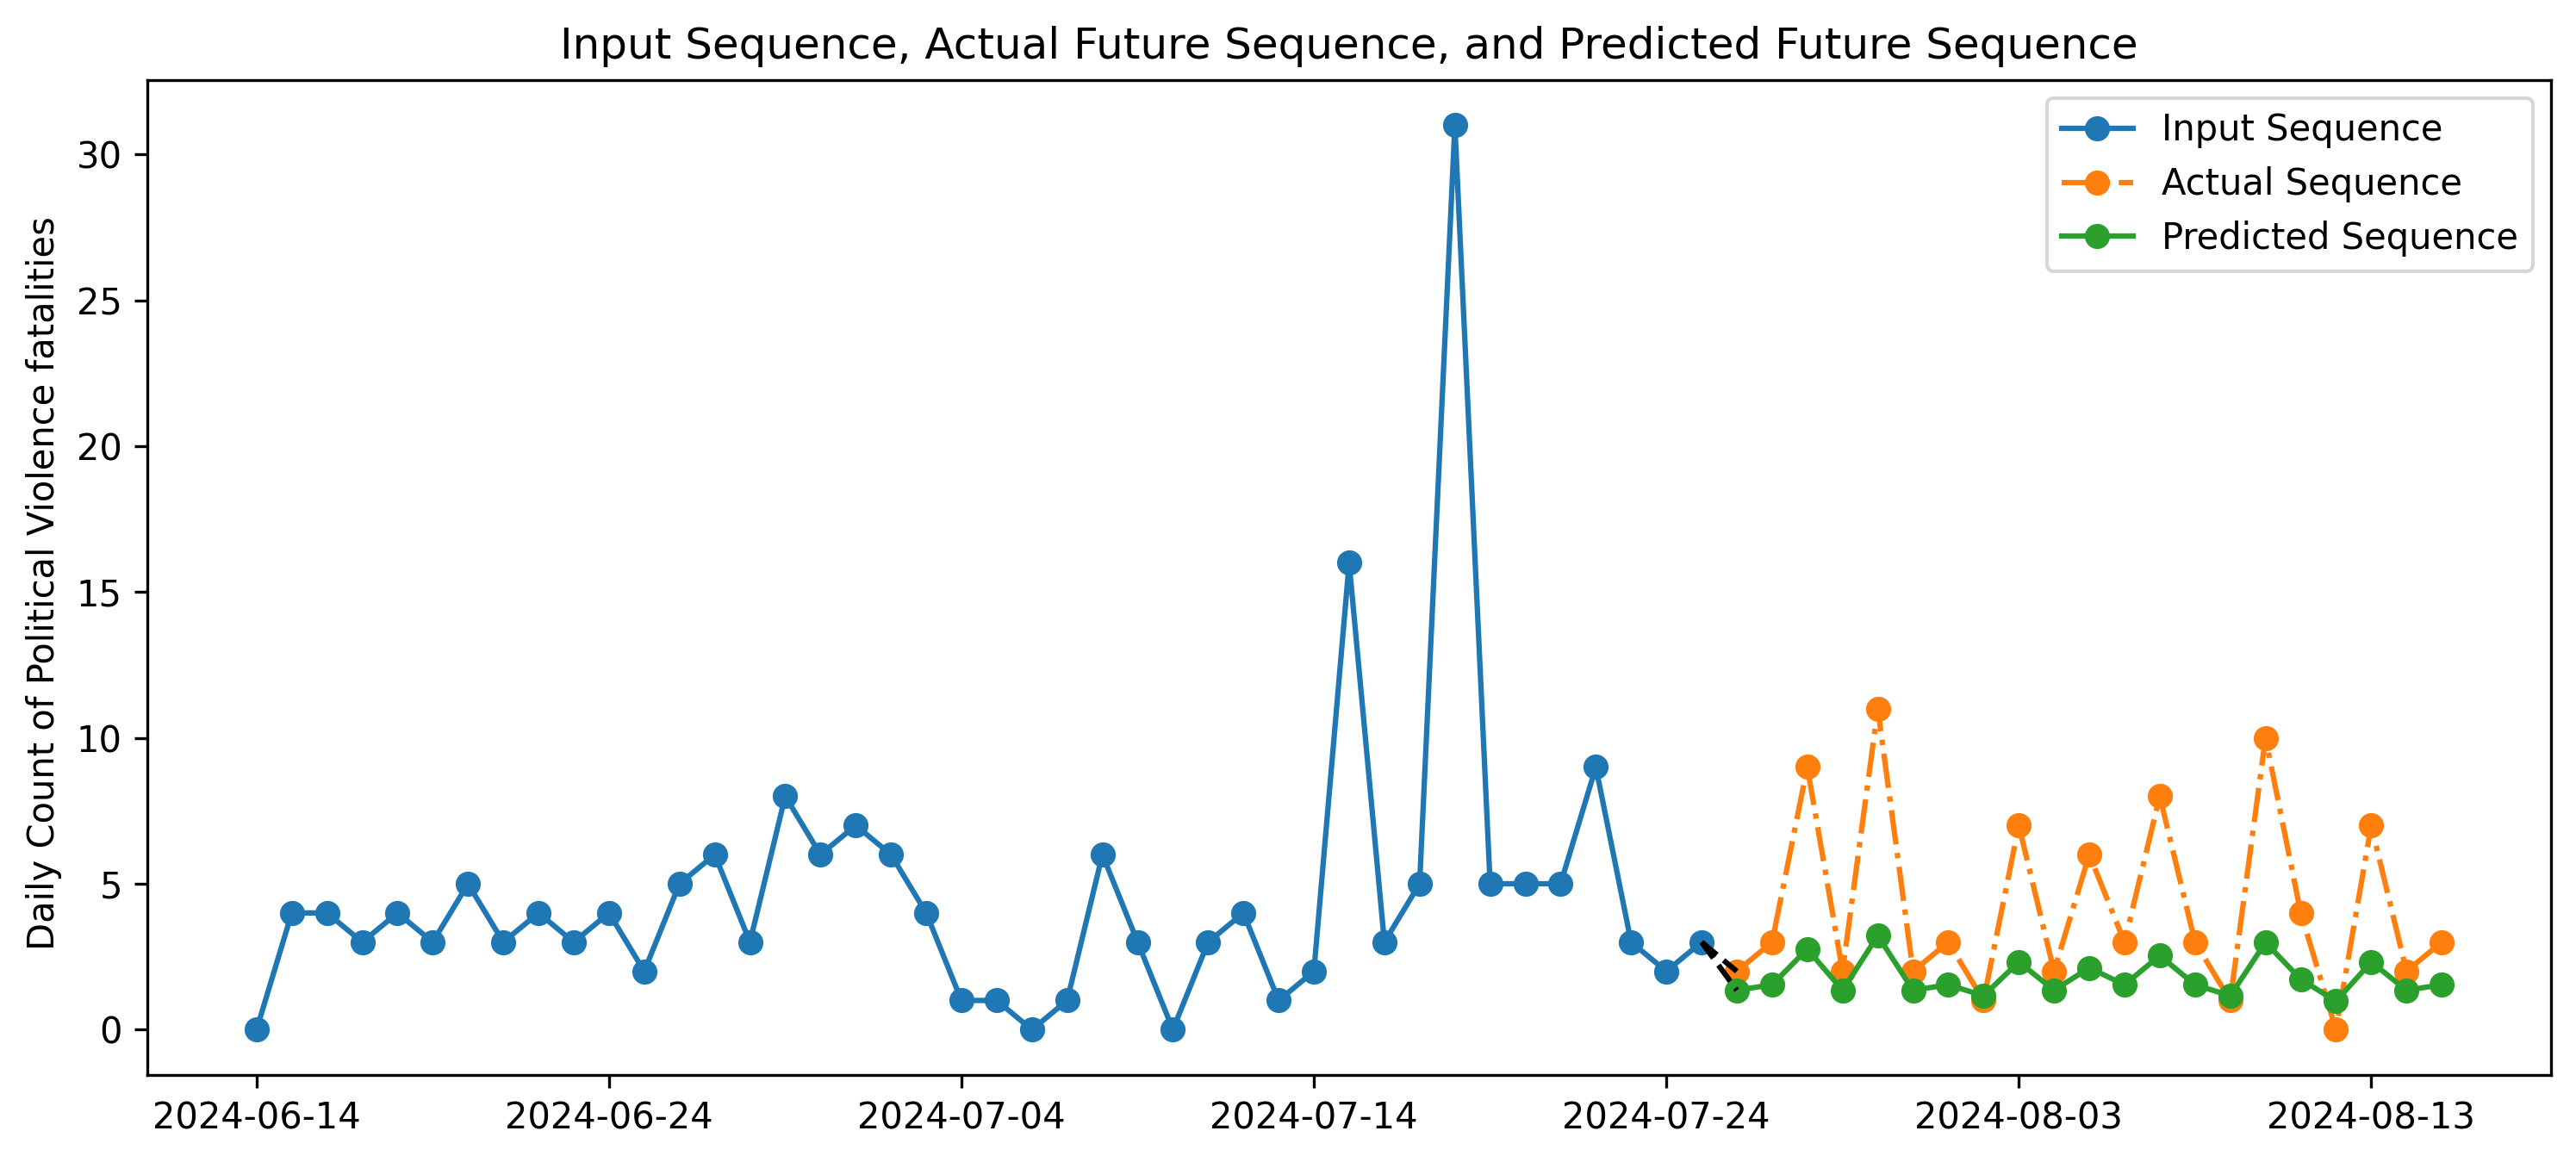 Input Sequence, Actual Future Sequence, and Predicted Future Sequence
Daily Count of Political Violence fatalities
30
25
20
15
10
5
0
Input Sequence
Actual Sequence
Predicted Sequence
2024-06-14 2024-06-24 2024-07-04 2024-07-14 2024-07-24 2024-08-03 2024-08-13